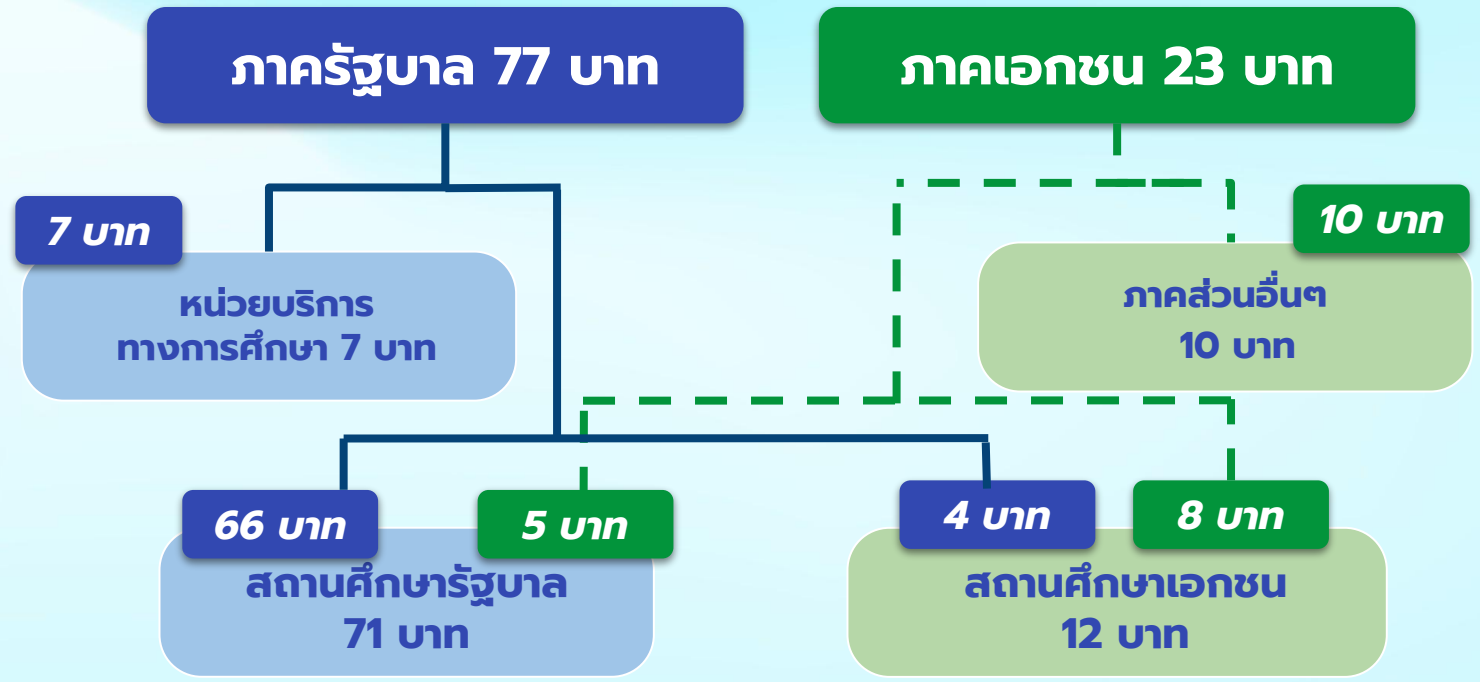 ภาครัฐบาล 77 บาท
ภาคเอกชน 23 บาท
7 บาท
หน่วยบริการ
ทางการศึกษา 7 บาท
10 บาท
ภาคส่วนอื่นๆ
10 บาท
66 บาท
5 บาท
สถานศึกษารัฐบาล
71 บาท
4 บาท
8 บาท
สถานศึกษาเอกชน
12 บาท